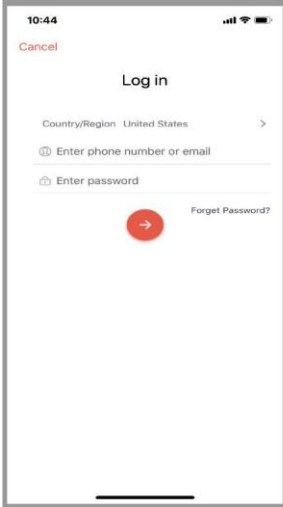 10:44
Cancel
Log in
Country/Region United States
Enter phone number or email
Enter password
Forget Password?